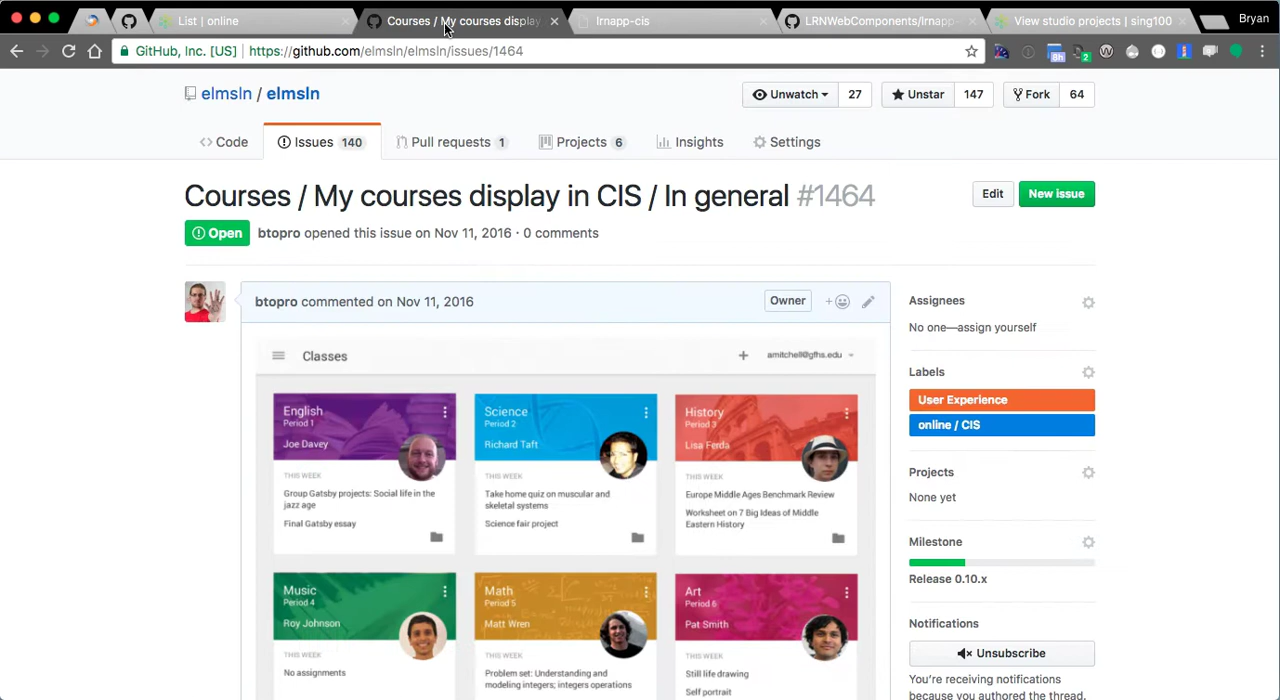 List | online
Courses / My courses display
lrnapp-cis
LRNWebComponents/lrnapp-
View studio projects | sing100
Bryan
GitHub, Inc. [US] | https://github.com/elmsln/elmsln/issues/1464
8h
2
elmsln / elmsln
Unwatch 27
Unstar 147
Fork 64
Code
Issues 140
Pull requests 1
Projects 6
Insights
Settings
Courses / My courses display in CIS / In general #1464
Edit
New issue
Open
btopro opened this issue on Nov 11, 2016 · 0 comments
btopro commented on Nov 11, 2016
Owner
Classes
amitchell@gfhs.edu
English
Period 1
Joe Davey
THIS WEEK
Group Gatsby projects: Social life in the
jazz age
Final Gatsby essay
Science
Period 2
Richard Taft
THIS WEEK
Take home quiz on muscular and
skeletal systems
Science fair project
History
Period 3
Lisa Ferda
THIS WEEK
Europe Middle Ages Benchmark Review
Worksheet on 7 Big Ideas of Middle
Eastern History
Music
Period 4
Roy Johnson
THIS WEEK
No assignments
Math
Period 5
Matt Wren
THIS WEEK
Problem set: Understanding and
modeling integers; integers operations
Art
Period 6
Pat Smith
THIS WEEK
Still life drawing
Self portrait
Assignees
No one—assign yourself
Labels
User Experience
online / CIS
Projects
None yet
Milestone
Release 0.10.x
Notifications
Unsubscribe
You're receiving notifications
because you authored the thread.